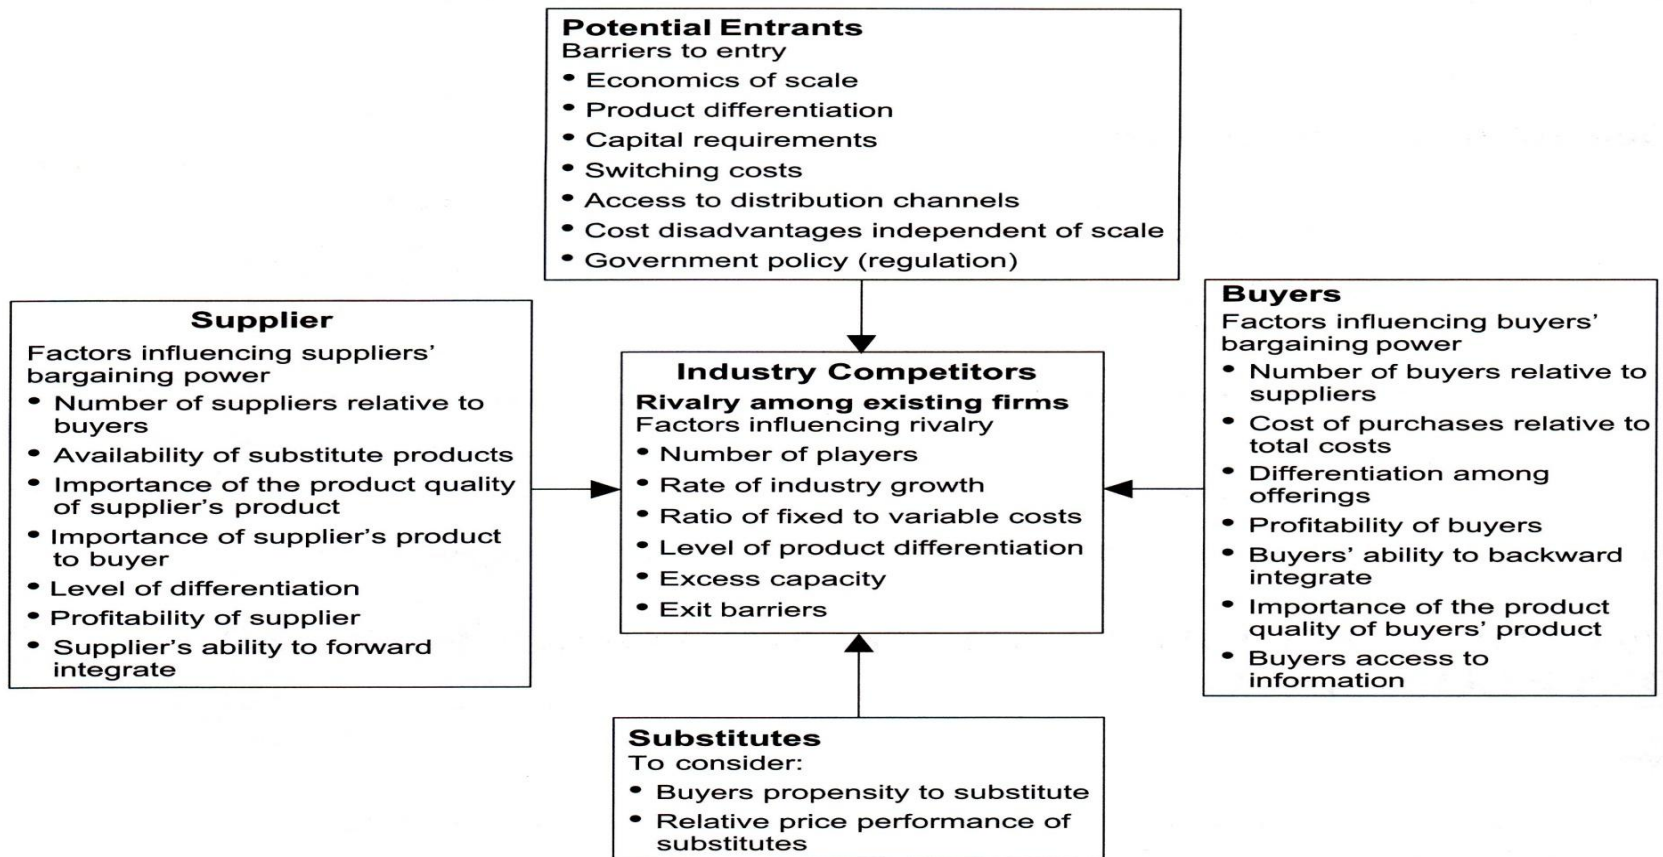 Potential Entrants
Barriers to entry
• Economics of scale
• Product differentiation
• Capital requirements
• Switching costs
• Access to distribution channels
• Cost disadvantages independent of scale
• Government policy (regulation)
Supplier
Factors influencing suppliers'
bargaining power
• Number of suppliers relative to
buyers
• Availability of substitute products
• Importance of the product quality
of supplier's product
• Importance of supplier's product
to buyer
• Level of differentiation
• Profitability of supplier
• Supplier's ability to forward
integrate
Industry Competitors
Rivalry among existing firms
Factors influencing rivalry
• Number of players
• Rate of industry growth
• Ratio of fixed to variable costs
• Level of product differentiation
• Excess capacity
• Exit barriers
Buyers
Factors influencing buyers'
bargaining power
• Number of buyers relative to
suppliers
• Cost of purchases relative to
total costs
• Differentiation among
offerings
• Profitability of buyers
• Buyers' ability to backward
integrate
• Importance of the product
quality of buyers' product
• Buyers access to
information
Substitutes
To consider:
• Buyers propensity to substitute
• Relative price performance of
substitutes